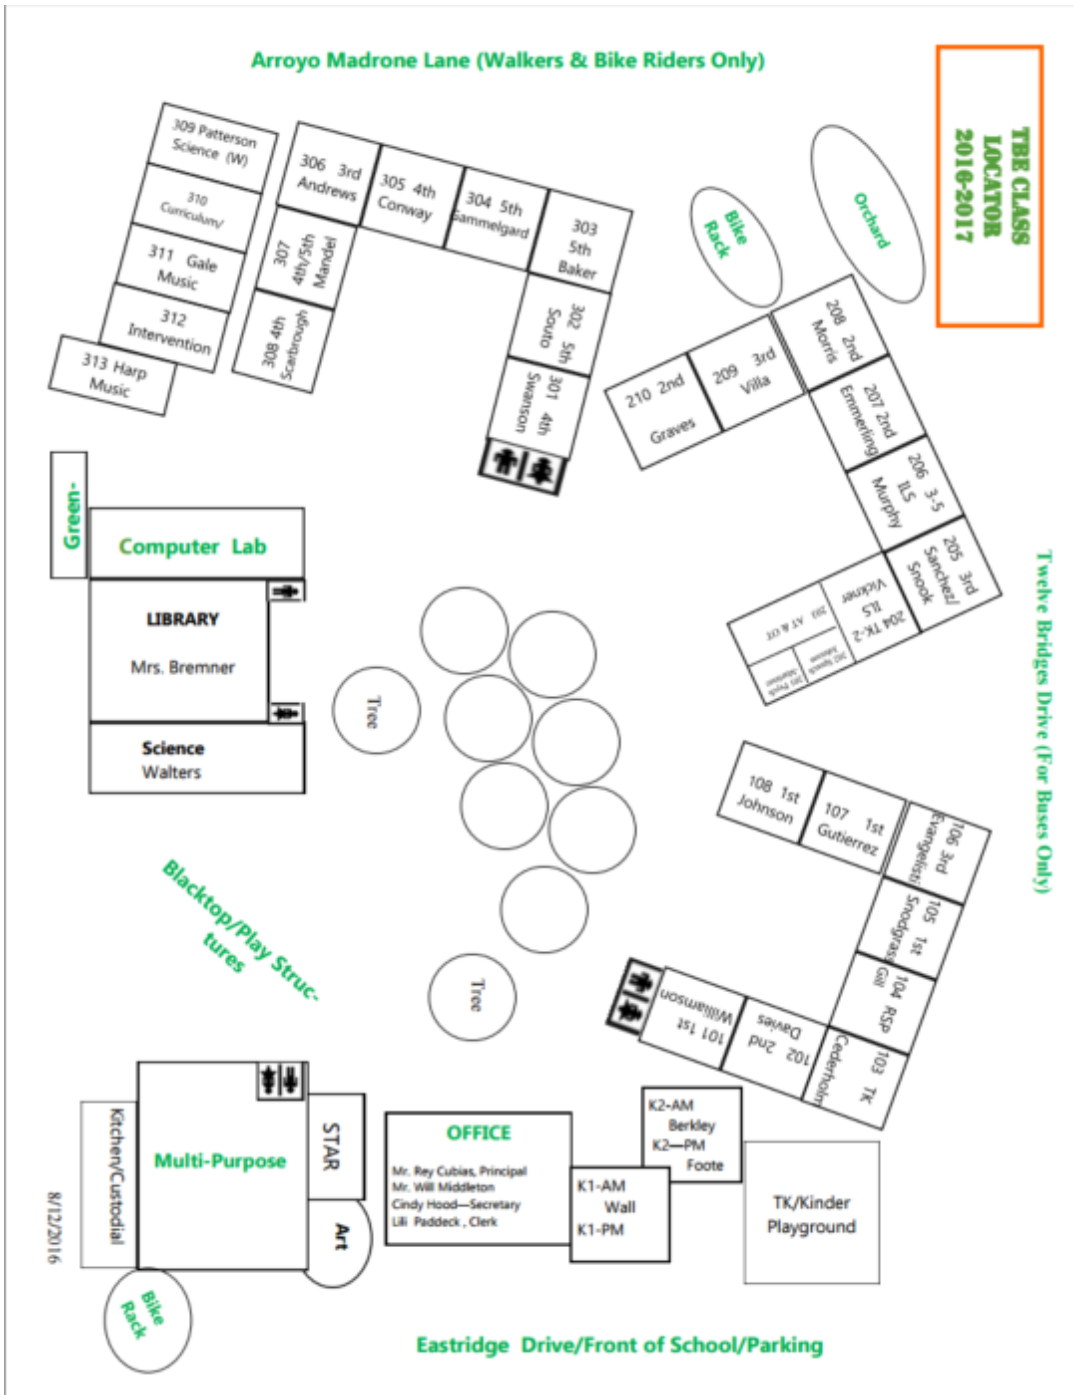 Arroyo Madrone Lane (Walkers & Bike Riders Only)
TBE CLASS
LOCATOR
2016-2017
309 Patterson
Science (W)
310
Curriculum/
311 Gale
Music
312
Intervention
313 Harp
Music
306 3rd
Andrews
305 4th
Conway
304 5th
Gammelgard
303
5th
Baker
307
4th/5th
Mandel
308 4th
Scarbrough
302 5th
Souto
301 4th
Swanson
Bike
Rack
Orchard
210 2nd
Graves
209 3rd
Villa
208 2nd
Morris
207 2nd
Emmerling
206 3-5
ILS
Murphy
205 3rd
Sanchez/
Snook
204 TK-2
ILS
Vickner
203 AT & OT
202 Speech
Johnson
201 Psych
Green-
Computer Lab
LIBRARY
Mrs. Bremner
Science
Walters
Tree
Twelve Bridges Drive (For Buses Only)
108 1st
Johnson
107 1st
Gutierrez
106 3rd
Evangelisti
105 1st
Snodgrass
104 RSP
Gill
103 TK
Cederholm
102 2nd
Davies
101 1st
Williamson
Blacktop/Play Struc-
tures
Tree
Kitchen/Custodial
Multi-Purpose
STAR
Art
OFFICE
Mr. Rey Cubias, Principal
Mr. Will Middleton
Cindy Hood—Secretary
Lili Paddeck , Clerk
K2-AM
Berkley
K2—PM
Foote
K1-AM
Wall
K1-PM
TK/Kinder
Playground
8/12/2016
Bike
Rack
Eastridge Drive/Front of School/Parking